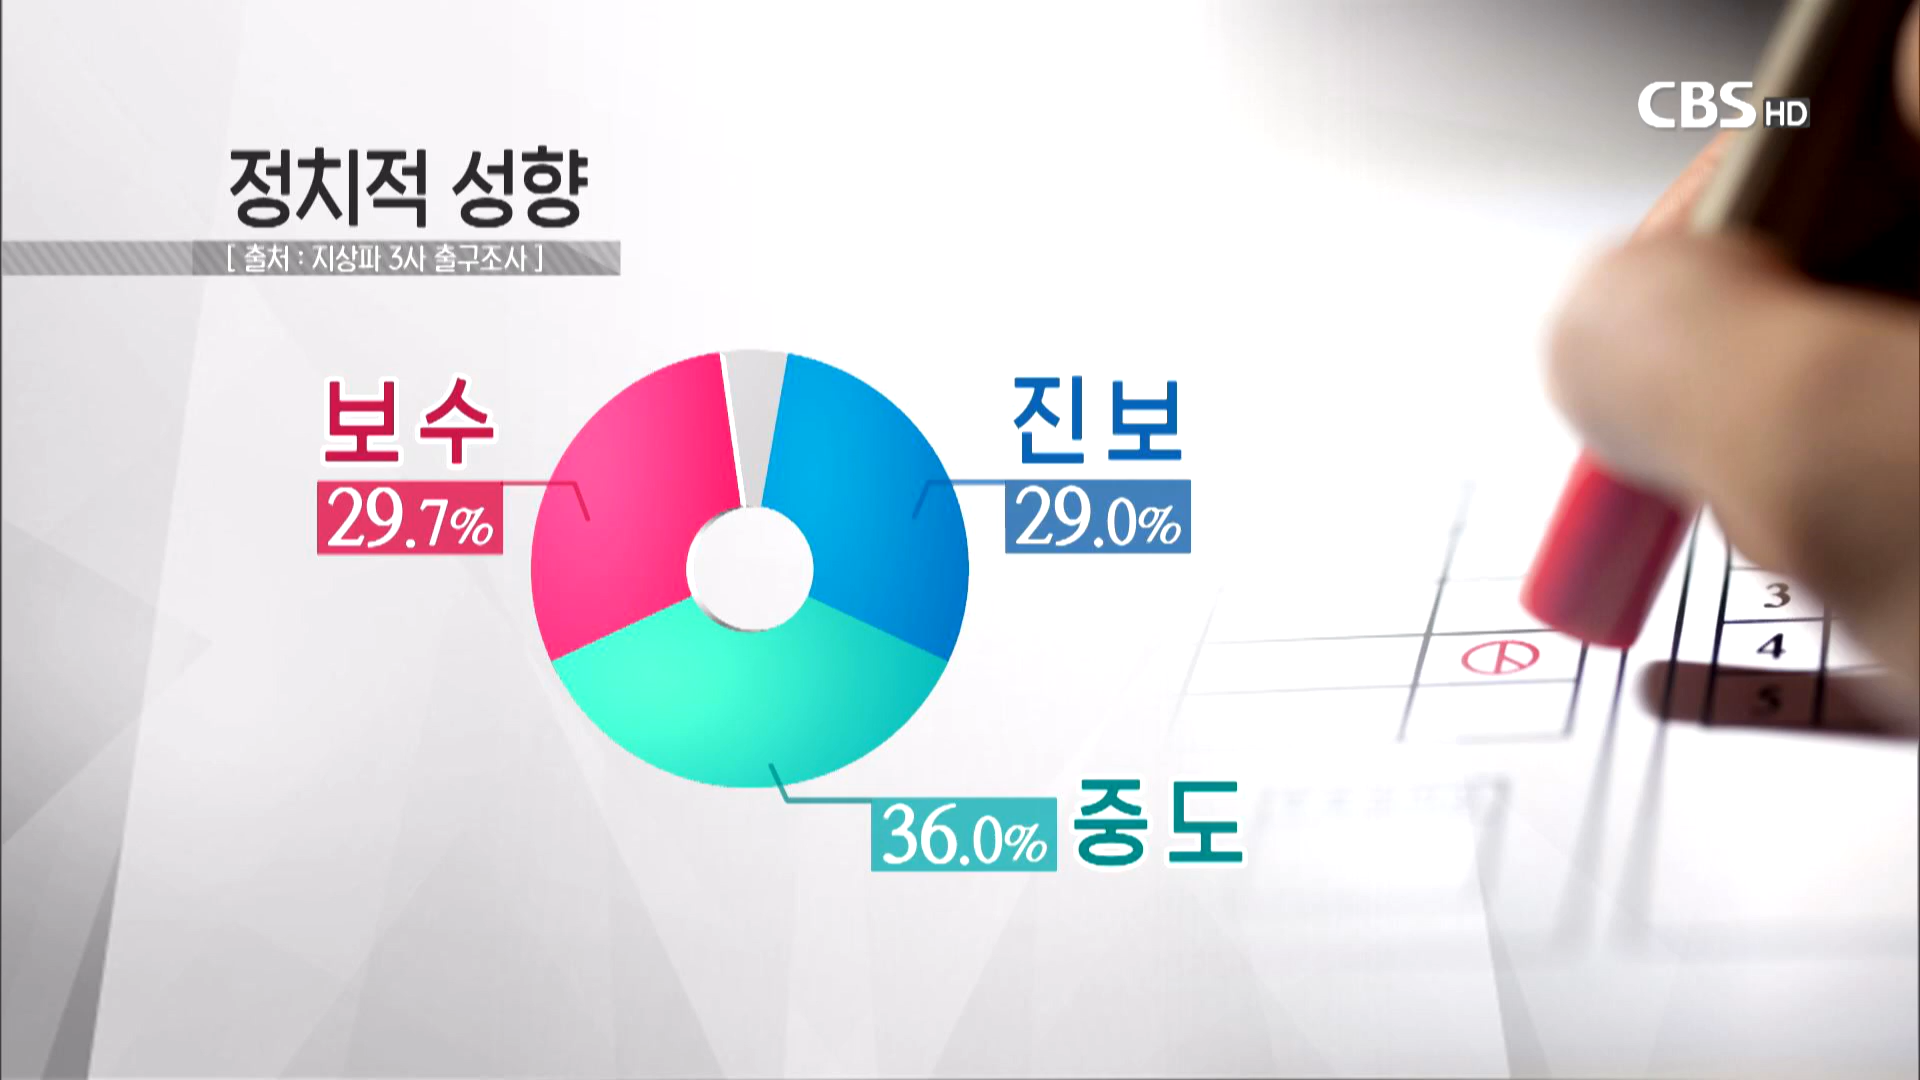 CBS HD
정치적 성향
[ 출처 : 지상파 3사 출구조사 ]
보수
29.7%
진보
29.0%
36.0% 중도
3
4
5